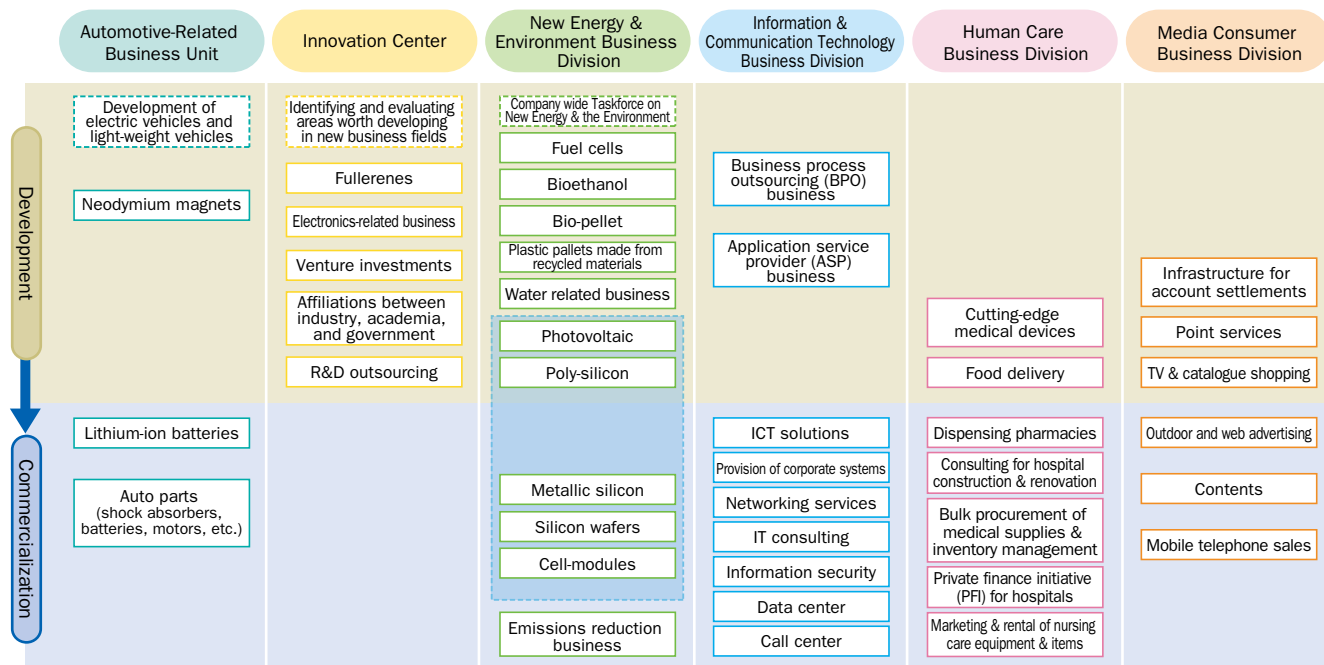 Automotive-Related
Business Unit
Innovation Center
New Energy &
Environment Business
Division
Information &
Communication Technology
Business Division
Human Care
Business Division
Media Consumer
Business Division
Development
Commercialization
Development of
electric vehicles and
light-weight vehicles
Neodymium magnets
Lithium-ion batteries
Auto parts
(shock absorbers,
batteries, motors, etc.)
Identifying and evaluating
areas worth developing
in new business fields
Fullerenes
Electronics-related business
Venture investments
Affiliations between
industry, academia,
and government
R&D outsourcing
Company wide Taskforce on
New Energy & the Environment
Fuel cells
Bioethanol
Bio-pellet
Plastic pallets made from
recycled materials
Water related business
Photovoltaic
Poly-silicon
Metallic silicon
Silicon wafers
Cell-modules
Emissions reduction
business
Business process
outsourcing (BPO)
business
Application service
provider (ASP)
business
ICT solutions
Provision of corporate systems
Networking services
IT consulting
Information security
Data center
Call center
Cutting-edge
medical devices
Food delivery
Dispensing pharmacies
Consulting for hospital
construction & renovation
Bulk procurement of
medical supplies &
inventory management
Private finance initiative
(PFI) for hospitals
Marketing & rental of nursing
care equipment & items
Infrastructure for
account settlements
Point services
TV & catalogue shopping
Outdoor and web advertising
Contents
Mobile telephone sales